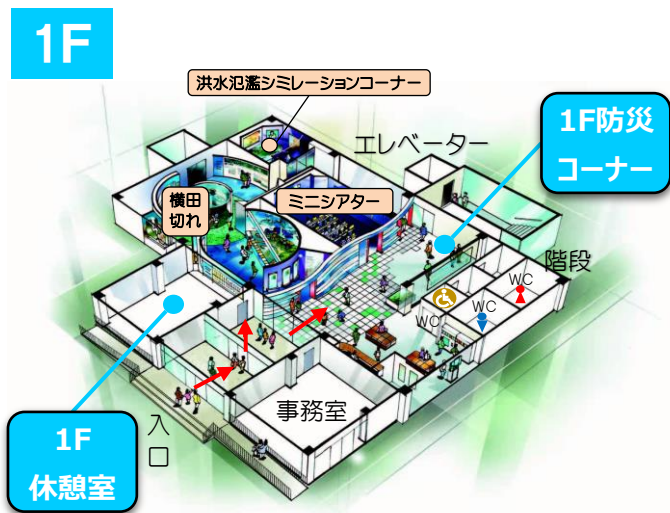 1F
洪水氾濫シミレーションコーナー
エレベーター
1F防災
コーナー
横田
切れ
ミニシアター
階段
WC
WC
WC
事務室
入
口
1F
休憩室